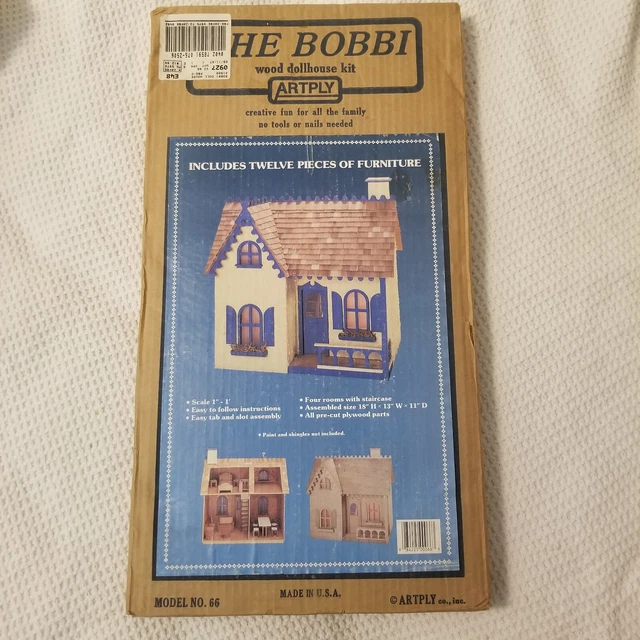 HE BOBBI
wood dollhouse kit
ARTPLY
creative fun for all the family
no tools or nails needed
INCLUDES TWELVE PIECES OF FURNITURE
• Scale 1" - 1'
• Easy to follow instructions
• Easy tab and slot assembly
• Four rooms with staircase
• Assembled size 18" H • 13" W • 11" D
• All pre-cut plywood parts
• Paint and shingles not included.
MODEL NO. 66
MADE IN U.S.A.
© ARTPLY co., inc.
0927
E48